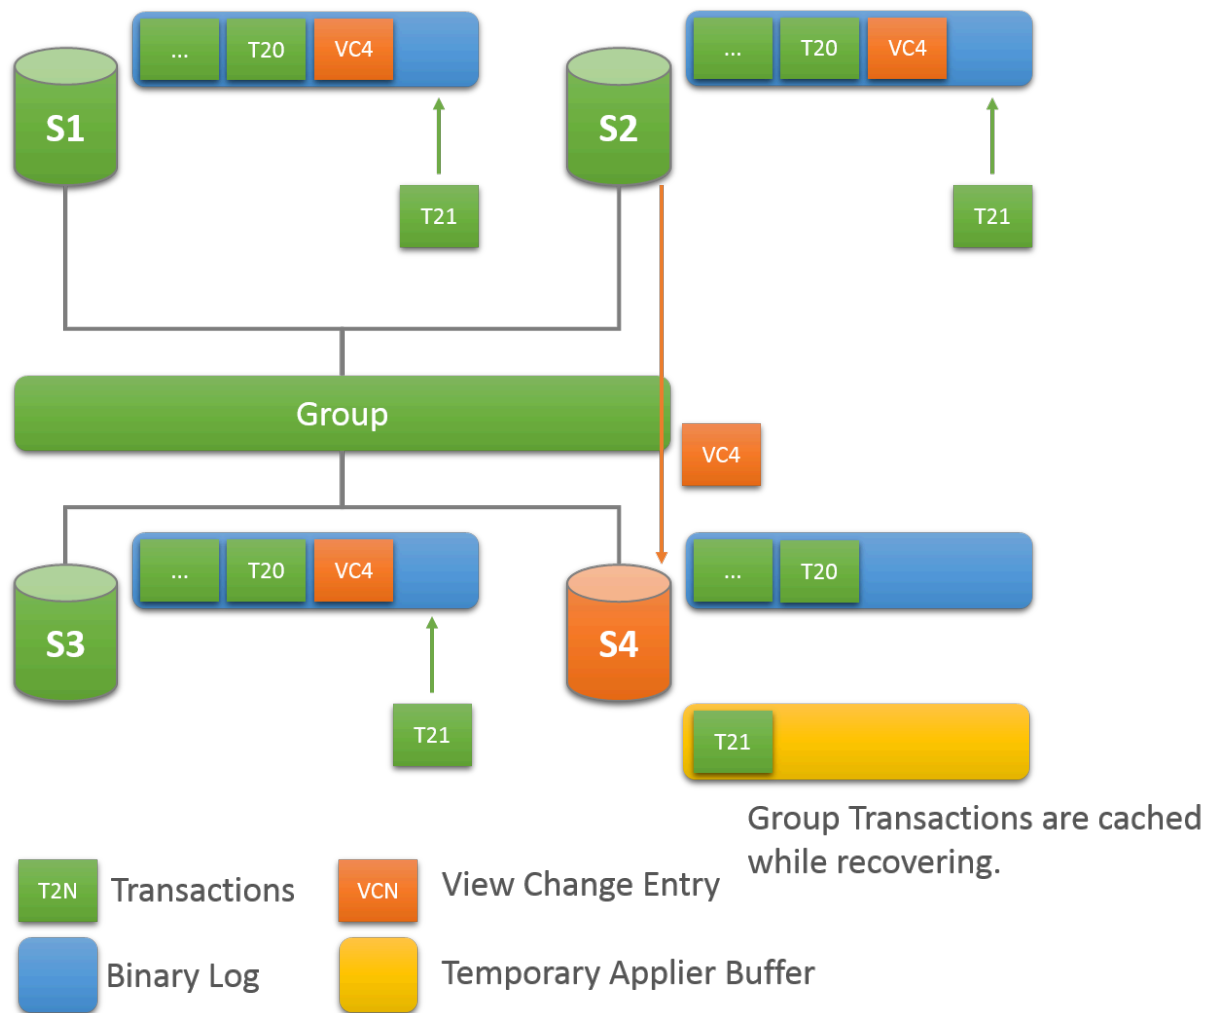 ... T20 VC4
... T20 VC4
S1
S2
T21
T21
Group
VC4
... T20 VC4
... T20
S3
S4
T21
T21
Group Transactions are cached
while recovering.
T2N Transactions
VCN View Change Entry
Binary Log
Temporary Applier Buffer